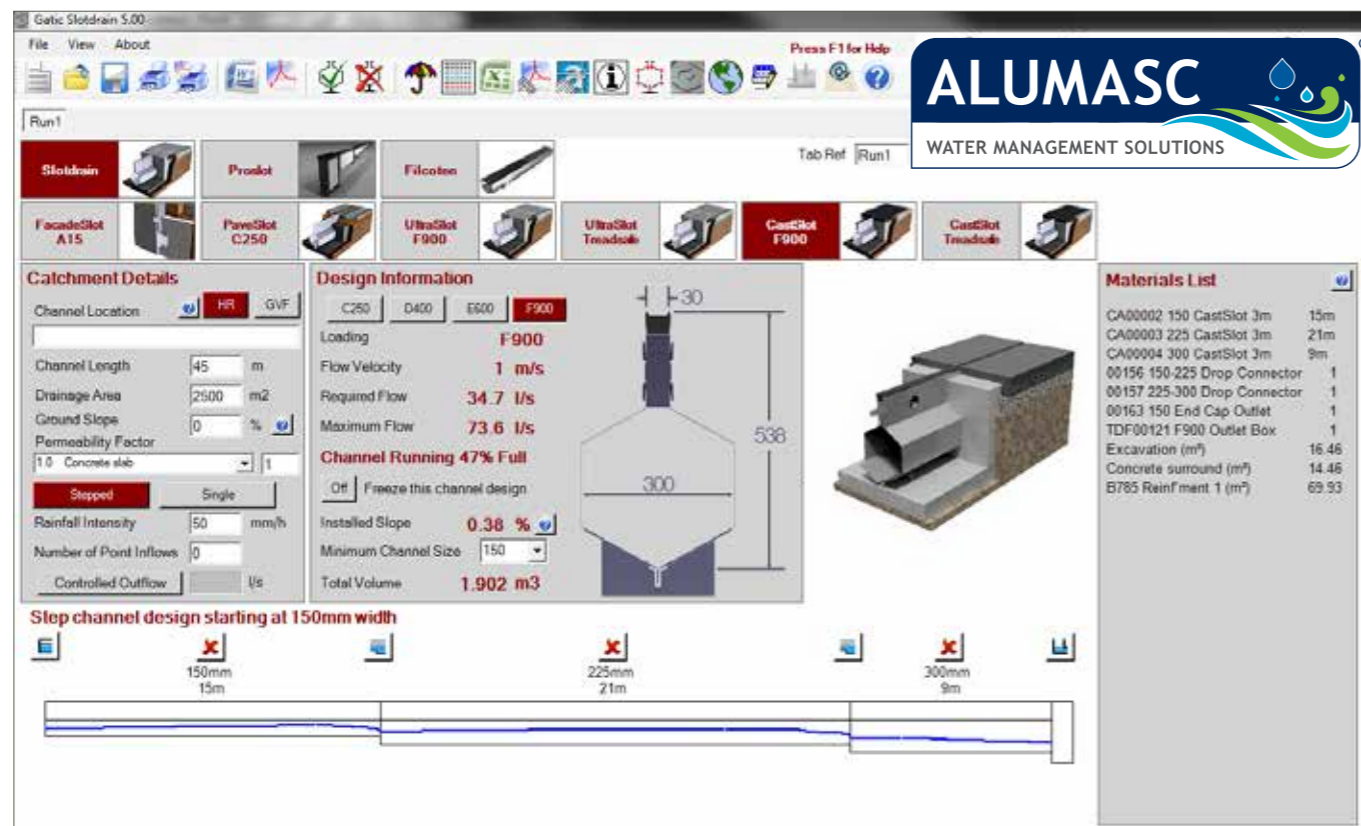 Gatic Slotdrain 5.00
File View About
Press F1 for Help
ALUMASC
WATER MANAGEMENT SOLUTIONS
Run1
Tab Ref Run1
Slotdrain Proslot Filcoten
FacadeSlot A15 PaveSlot C250 UltraSlot F900 UltraSlot Treadsafe CastSlot F900 CastSlot Treadsafe
Catchment Details
Channel Location HR GVF
Channel Length 45 m
Drainage Area 2500 m2
Ground Slope 0 %
Permeability Factor
1.0 Concrete slab 1
Stepped Single
Rainfall Intensity 50 mm/h
Number of Point Inflows 0
Controlled Outflow l/s
Design Information
C250 D400 E600 F900
Loading F900
Flow Velocity 1 m/s
Required Flow 34.7 l/s
Maximum Flow 73.6 l/s
Channel Running 47% Full
Off Freeze this channel design
Installed Slope 0.38 %
Minimum Channel Size 150
Total Volume 1.902 m3
30
538
300
Materials List
CA00002 150 CastSlot 3m 15m
CA00003 225 CastSlot 3m 21m
CA00004 300 CastSlot 3m 9m
00156 150-225 Drop Connector 1
00157 225-300 Drop Connector 1
00163 150 End Cap Outlet 1
TDF00121 F900 Outlet Box 1
Excavation (m³) 16.46
Concrete surround (m³) 14.46
B785 Reinf'ment 1 (m²) 69.93
Step channel design starting at 150mm width
150mm 225mm 300mm
15m 21m 9m